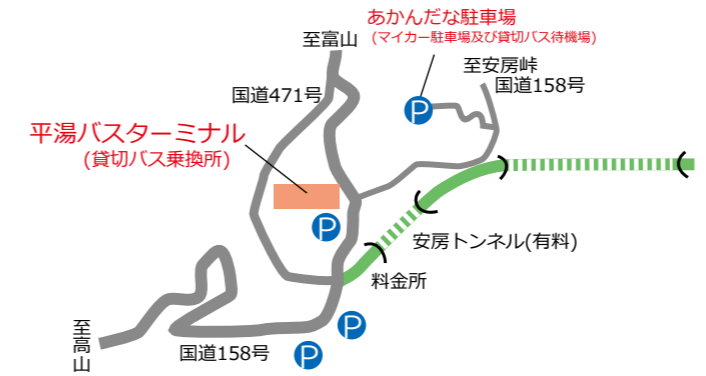 あかんだな駐車場
(マイカー駐車場及び貸切バス待機場)
至富山
至安房峠
国道158号
国道471号
P
平湯バスターミナル
(貸切バス乗換所)
P
安房トンネル(有料)
料金所
至高山
国道158号
P
P